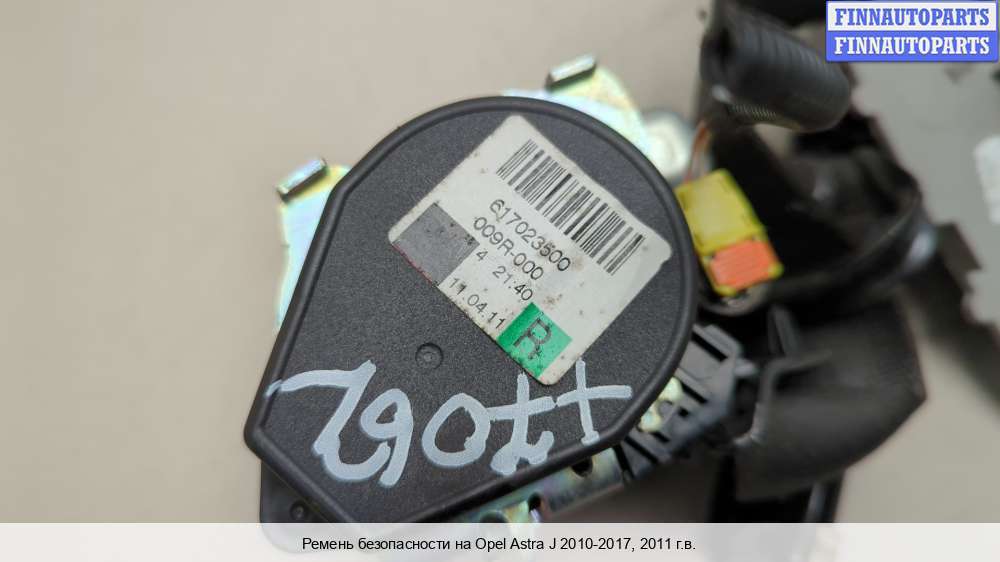 FINNAUTOPARTS
FINNAUTOPARTS
617023500
009R-000
4 21:40
11.04.11
R
Ремень безопасности на Opel Astra J 2010-2017, 2011 г.в.